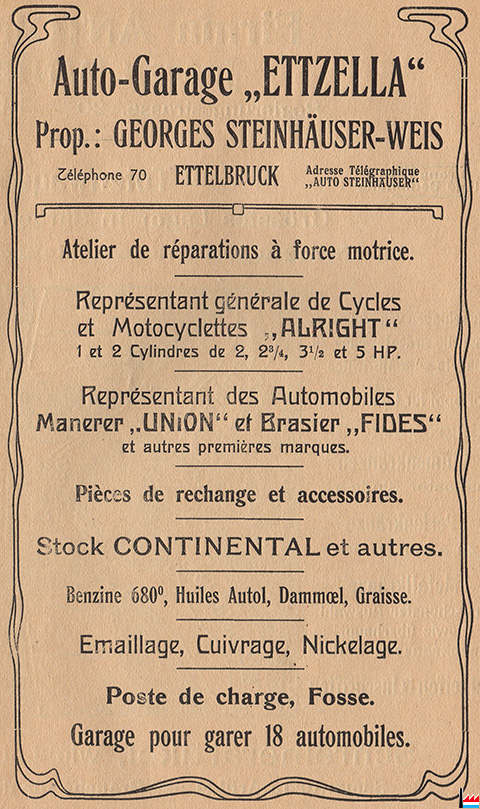 Auto-Garage „ETTZELLA“
Prop.: GEORGES STEINHÄUSER-WEIS
Téléphone 70 ETTELBRUCK Adresse Télégraphique
„AUTO STEINHÄUSER“
Atelier de réparations à force motrice.
Représentant générale de Cycles
et Motocyclettes „ALRIGHT“
1 et 2 Cylindres de 2, 2³/₄, 3¹/₂ et 5 HP.
Représentant des Automobiles
Manerer „UNION“ et Brasier „FIDES“
et autres premières marques.
Pièces de rechange et accessoires.
Stock CONTINENTAL et autres.
Benzine 680⁰, Huiles Autol, Dammœl, Graisse.
Emaillage, Cuivrage, Nickelage.
Poste de charge, Fosse.
Garage pour garer 18 automobiles.